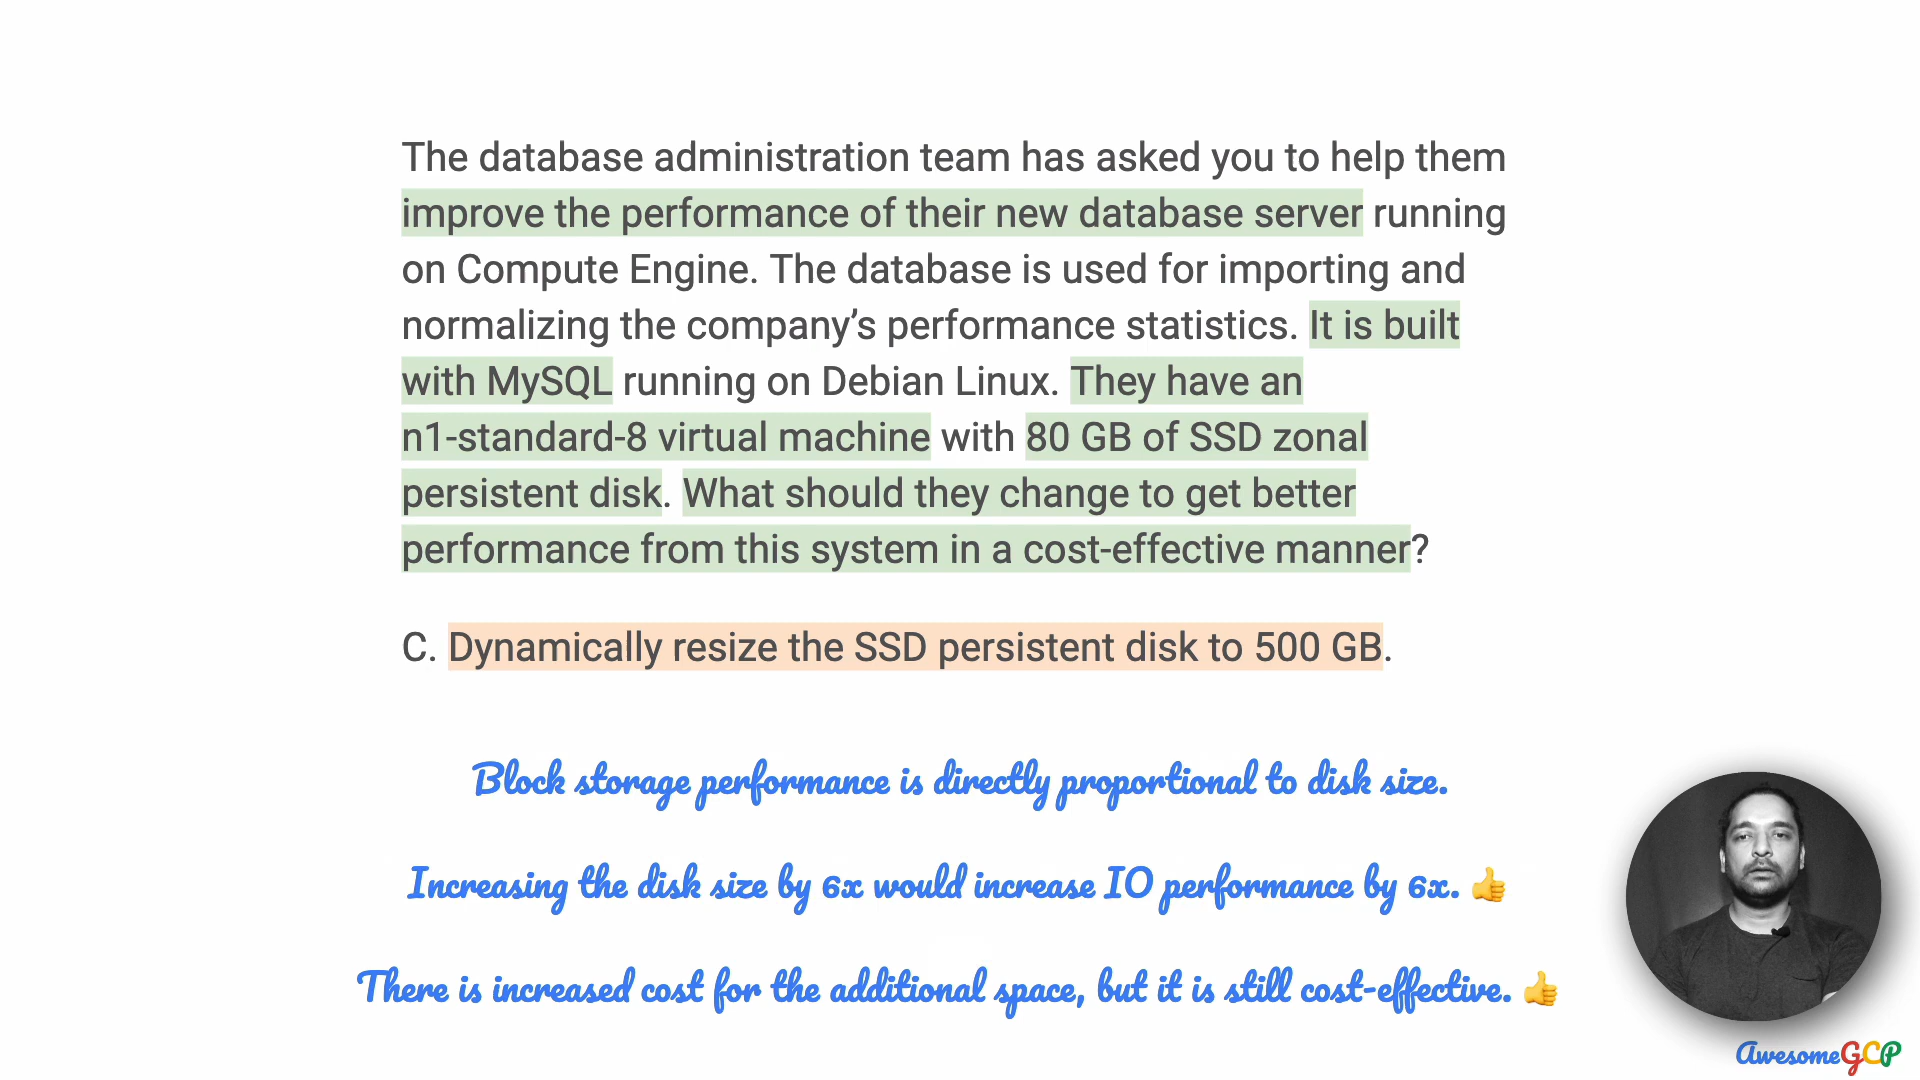 The database administration team has asked you to help them
improve the performance of their new database server running
on Compute Engine. The database is used for importing and
normalizing the company’s performance statistics. It is built
with MySQL running on Debian Linux. They have an
n1-standard-8 virtual machine with 80 GB of SSD zonal
persistent disk. What should they change to get better
performance from this system in a cost-effective manner?
C. Dynamically resize the SSD persistent disk to 500 GB.
Block storage performance is directly proportional to disk size.
Increasing the disk size by 6x would increase IO performance by 6x. 👍
There is increased cost for the additional space, but it is still cost-effective. 👍
AwesomeGCP